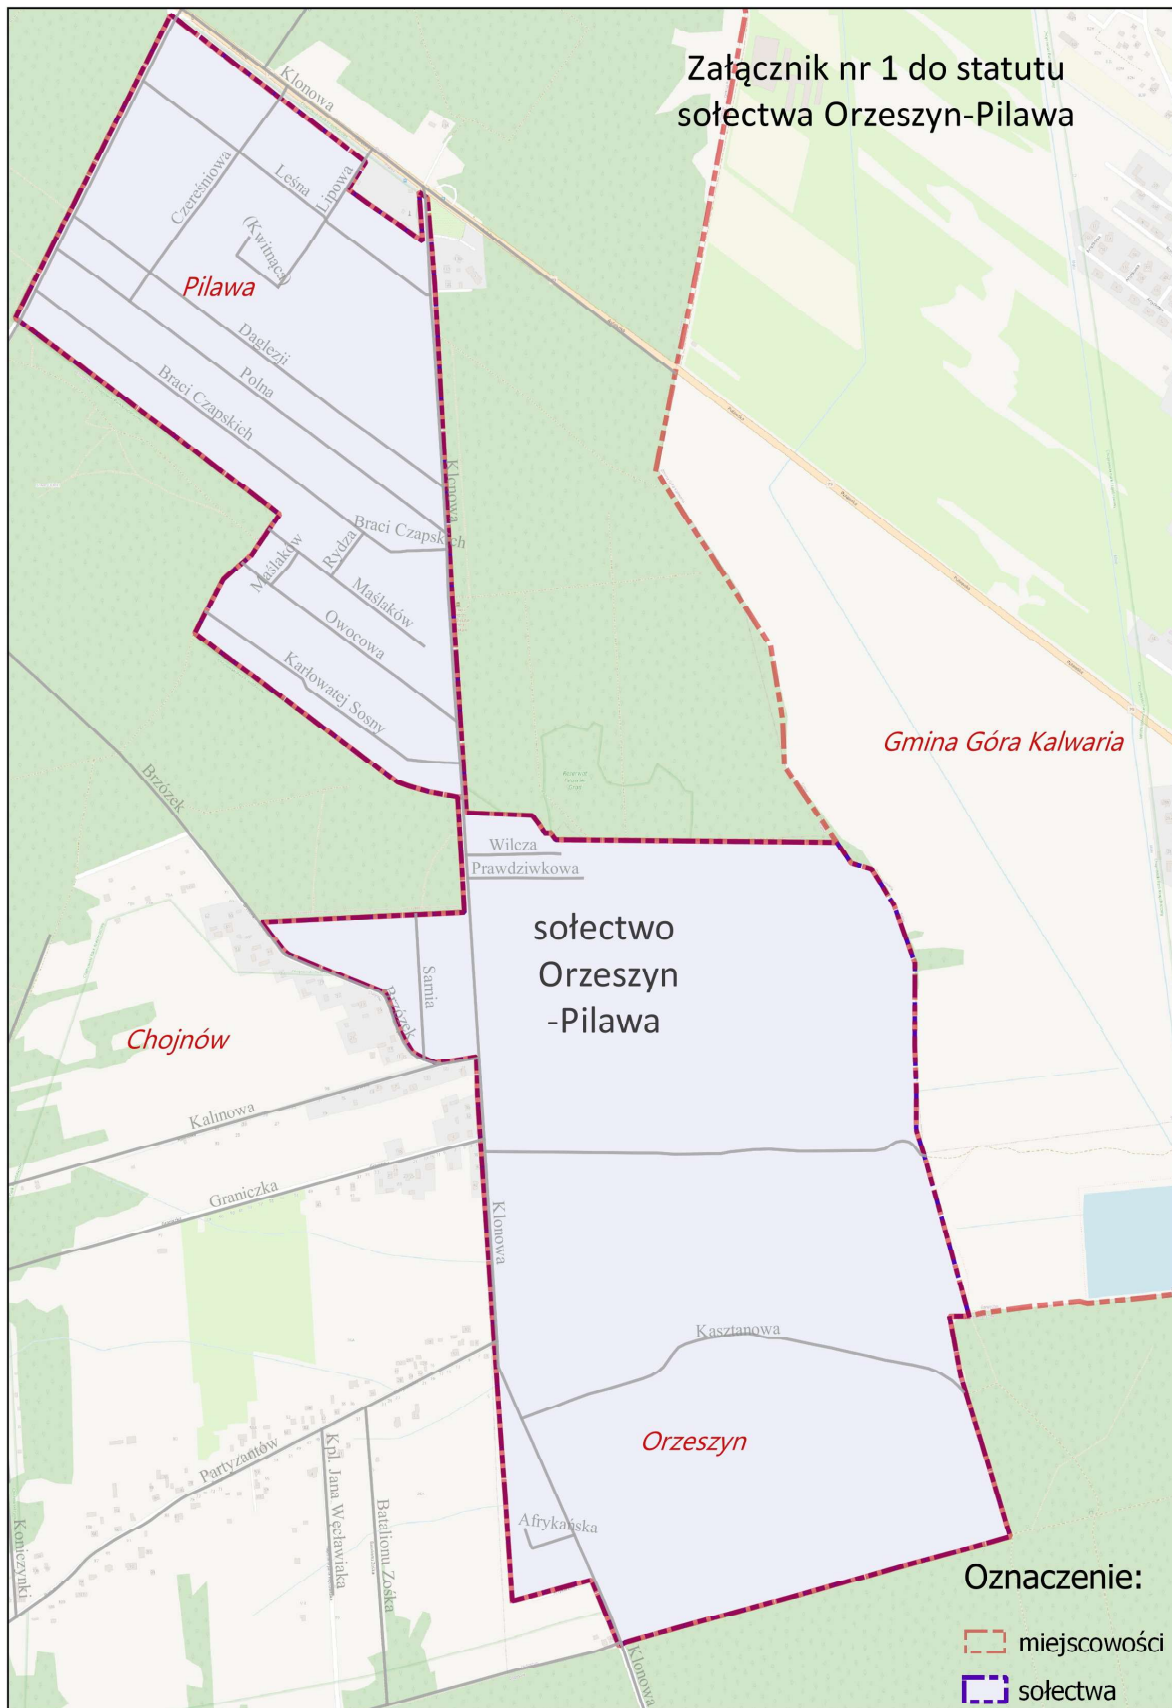 Załącznik nr 1 do statutu
sołectwa Orzeszyn-Pilawa
Klonowa
Czereśniowa
Leśna
Lipowa
(Kwitnąca)
Pilawa
Daglezji
Polna
Braci Czapskich
Klonowa
Braci Czapskich
Rydza
Maślaków
Maślaków
Owocowa
Karłowatej Sosny
Gmina Góra Kalwaria
Brzózek
Wilcza
Prawdziwkowa
sołectwo
Orzeszyn
-Pilawa
Sarnia
Brzózek
Chojnów
Kalinowa
Graniczka
Klonowa
Kasztanowa
Orzeszyn
Partyzantów
Kpl. Jana Węcławiaka
Batalionu Zośka
Koniczynki
Afrykańska
Klonowa
Oznaczenie:
miejscowości
sołectwa